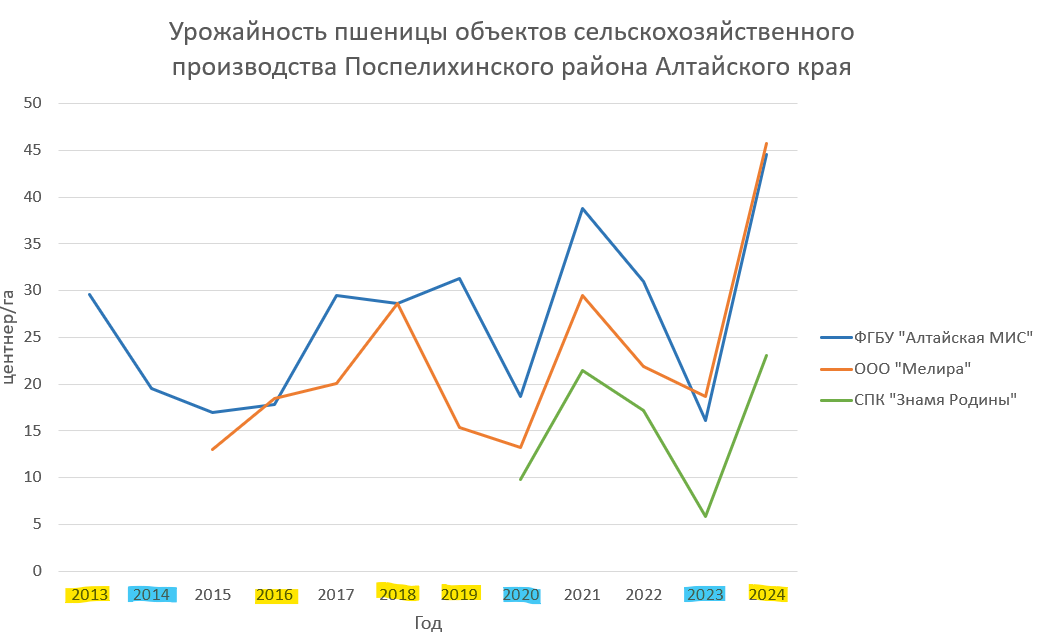 Урожайность пшеницы объектов сельскохозяйственного
производства Поспелихинского района Алтайского края
50
45
40
35
30
25
20
15
10
5
0
центнер/га
2013 2014 2015 2016 2017 2018 2019 2020 2021 2022 2023 2024
Год
ФГБУ "Алтайская МИС"
ООО "Мелира"
СПК "Знамя Родины"